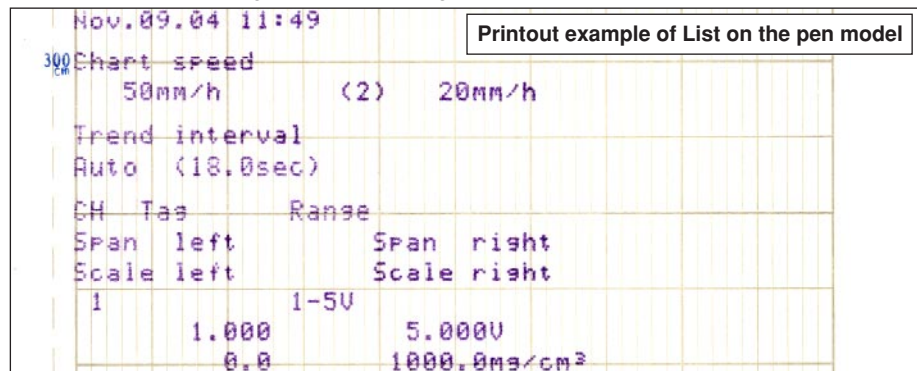 Nov.09.04 11:49
Printout example of List on the pen model
300 cm
Chart speed
50mm/h (2) 20mm/h
Trend interval
Auto (18.0sec)
CH Tag Range
Span left Span right
Scale left Scale right
1 1-5V
1.000 5.000V
0.0 1000.0mg/cm³